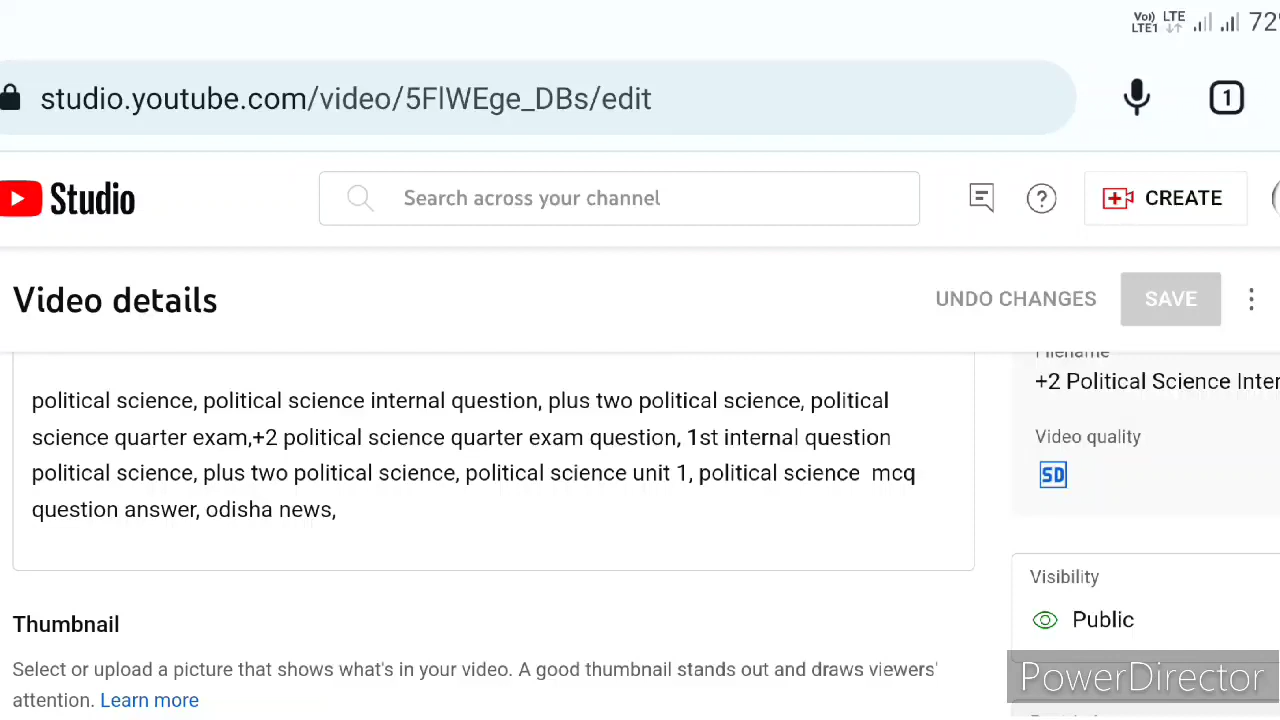 Vo) LTE
LTE1
72
studio.youtube.com/video/5FlWEge_DBs/edit
1
Studio
Search across your channel
?
CREATE
Video details
UNDO CHANGES
SAVE
Filename
+2 Political Science Inter
political science, political science internal question, plus two political science, political
science quarter exam,+2 political science quarter exam question, 1st internal question
political science, plus two political science, political science unit 1, political science  mcq
question answer, odisha news,
Video quality
SD
Visibility
Public
Thumbnail
Select or upload a picture that shows what's in your video. A good thumbnail stands out and draws viewers'
attention. Learn more
PowerDirector